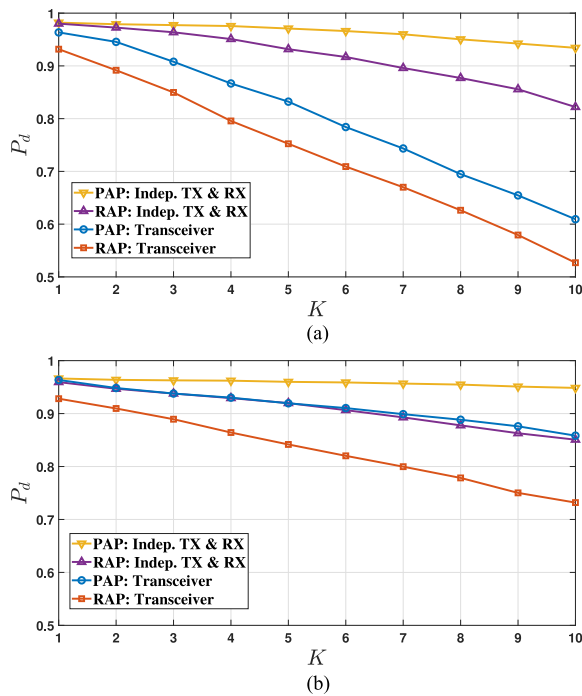 1
0.9
0.8
0.7
0.6
0.5
P_d
PAP: Indep. TX & RX
RAP: Indep. TX & RX
PAP: Transceiver
RAP: Transceiver
1 2 3 4 5 6 7 8 9 10
K
(a)
1
0.9
0.8
0.7
0.6
0.5
P_d
PAP: Indep. TX & RX
RAP: Indep. TX & RX
PAP: Transceiver
RAP: Transceiver
1 2 3 4 5 6 7 8 9 10
K
(b)